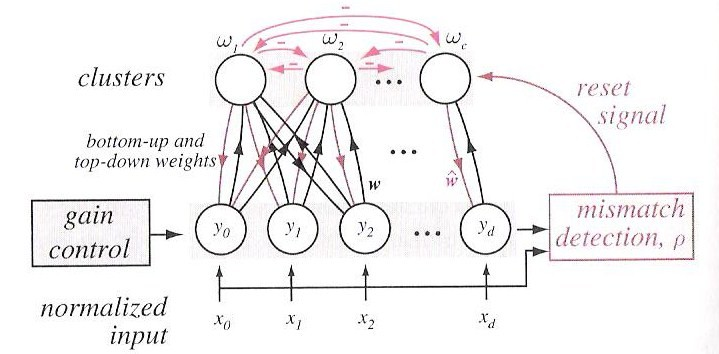 ω₁ ω₂ ωc
clusters
...
reset
signal
bottom-up and
top-down weights
...
w
ŵ
gain
control
y₀ y₁ y₂ ... yd
mismatch
detection, ρ
normalized
input
x₀ x₁ x₂ xd